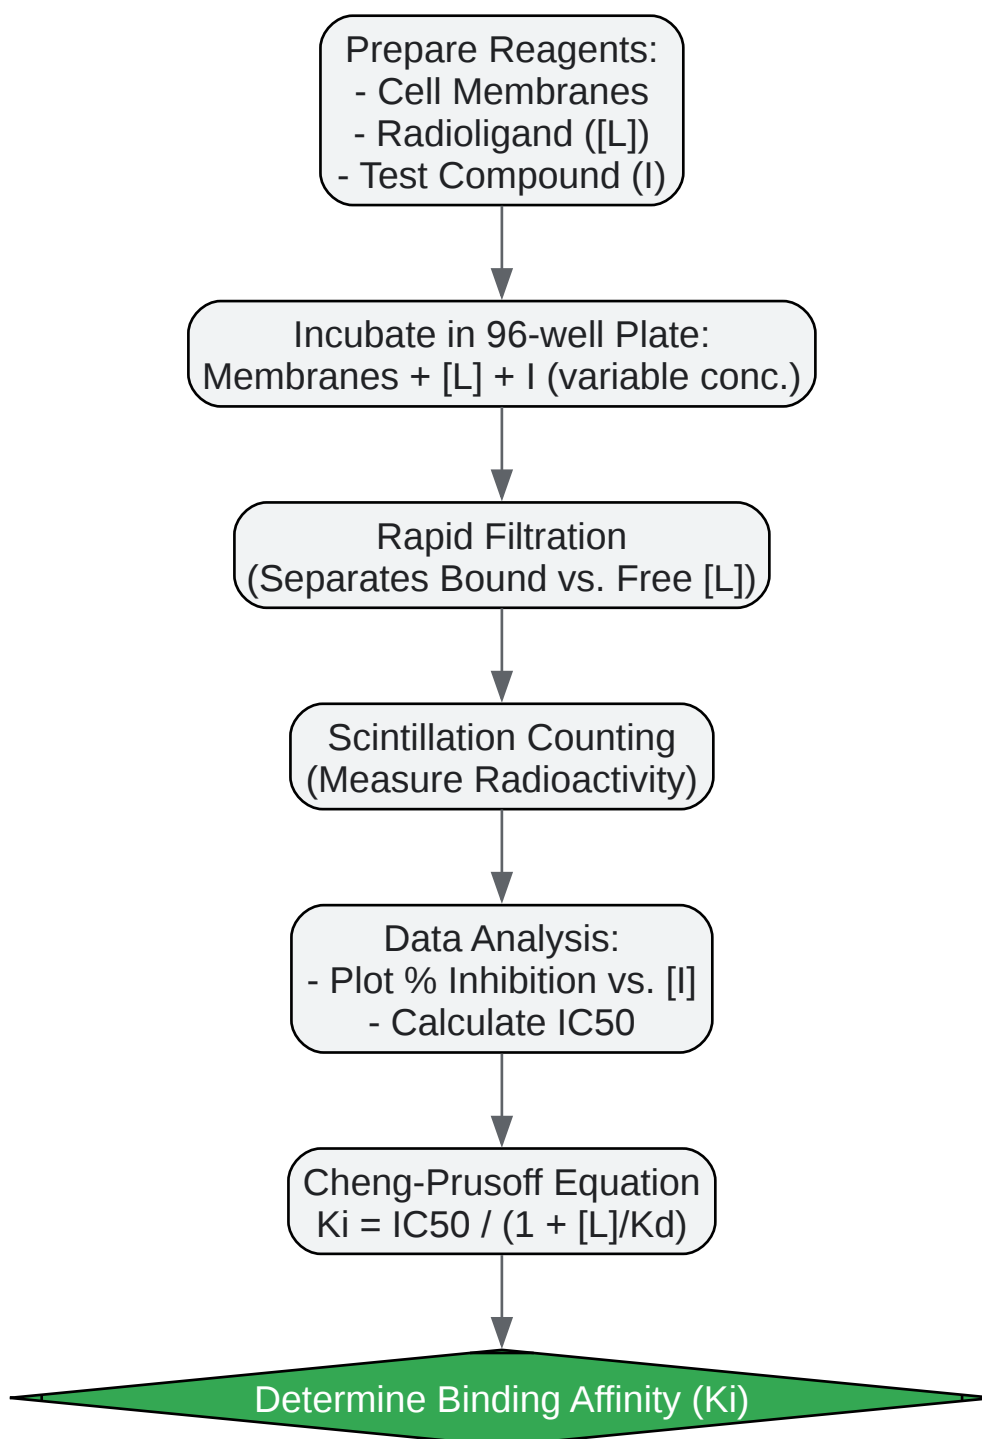 Prepare Reagents:
- Cell Membranes
- Radioligand ([L])
- Test Compound (I)
Incubate in 96-well Plate:
Membranes + [L] + I (variable conc.)
Rapid Filtration
(Separates Bound vs. Free [L])
Scintillation Counting
(Measure Radioactivity)
Data Analysis:
- Plot % Inhibition vs. [I]
- Calculate IC50
Cheng-Prusoff Equation
Ki = IC50 / (1 + [L]/Kd)
Determine Binding Affinity (Ki)